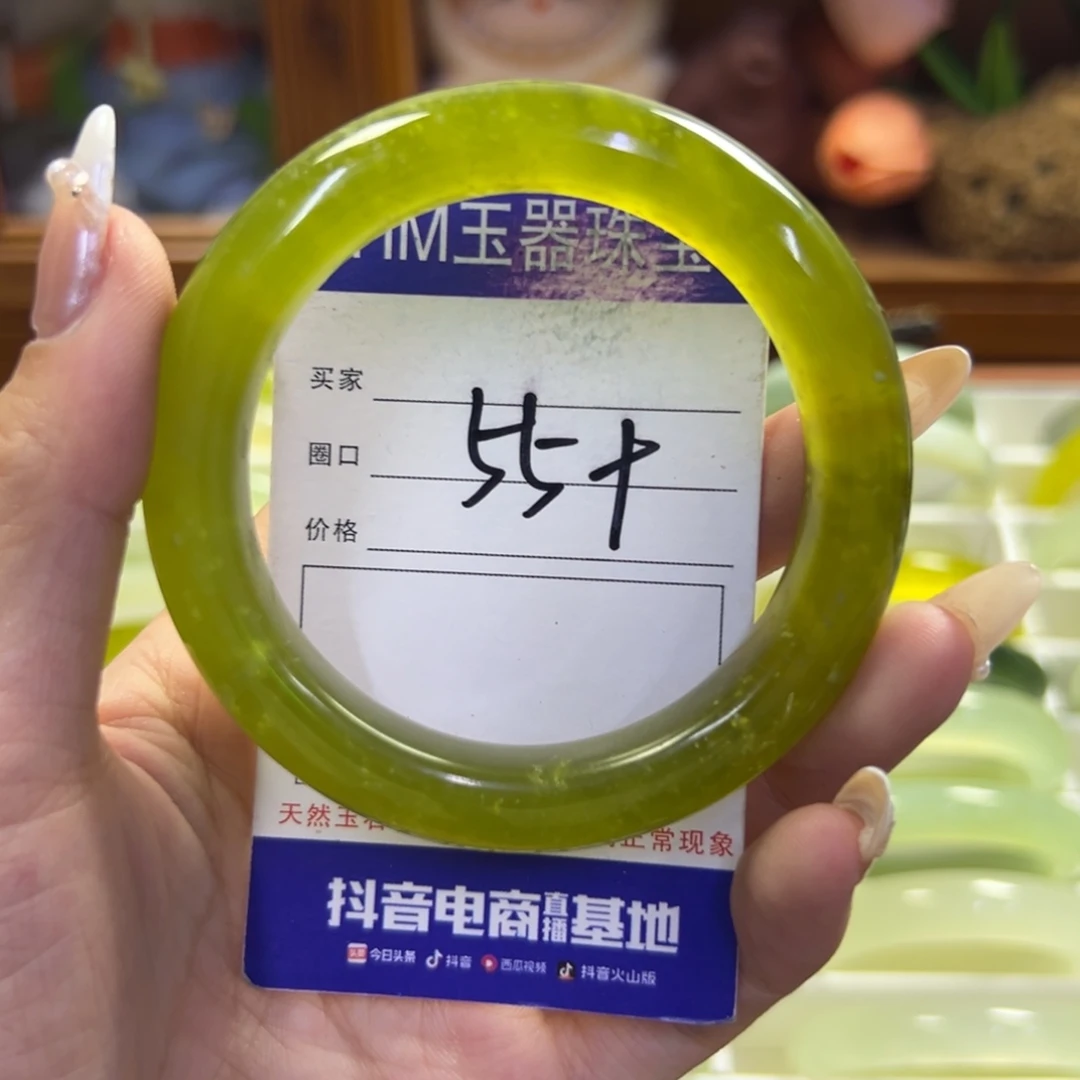 M玉器珠宝
买家
圈口
价格
55
天然玉石
正常现象
抖音电商直播基地
今日头条 抖音 西瓜视频 抖音火山版